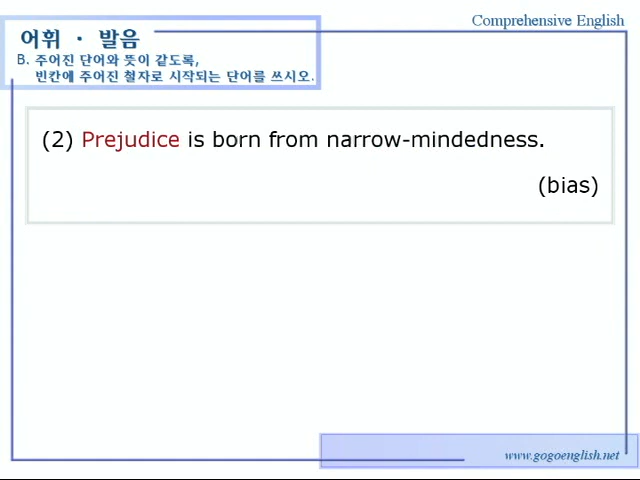 Comprehensive English
어휘 · 발음
B. 주어진 단어와 뜻이 같도록,
빈칸에 주어진 철자로 시작되는 단어를 쓰시오.
(2) Prejudice is born from narrow-mindedness.
(bias)
www.gogoenglish.net